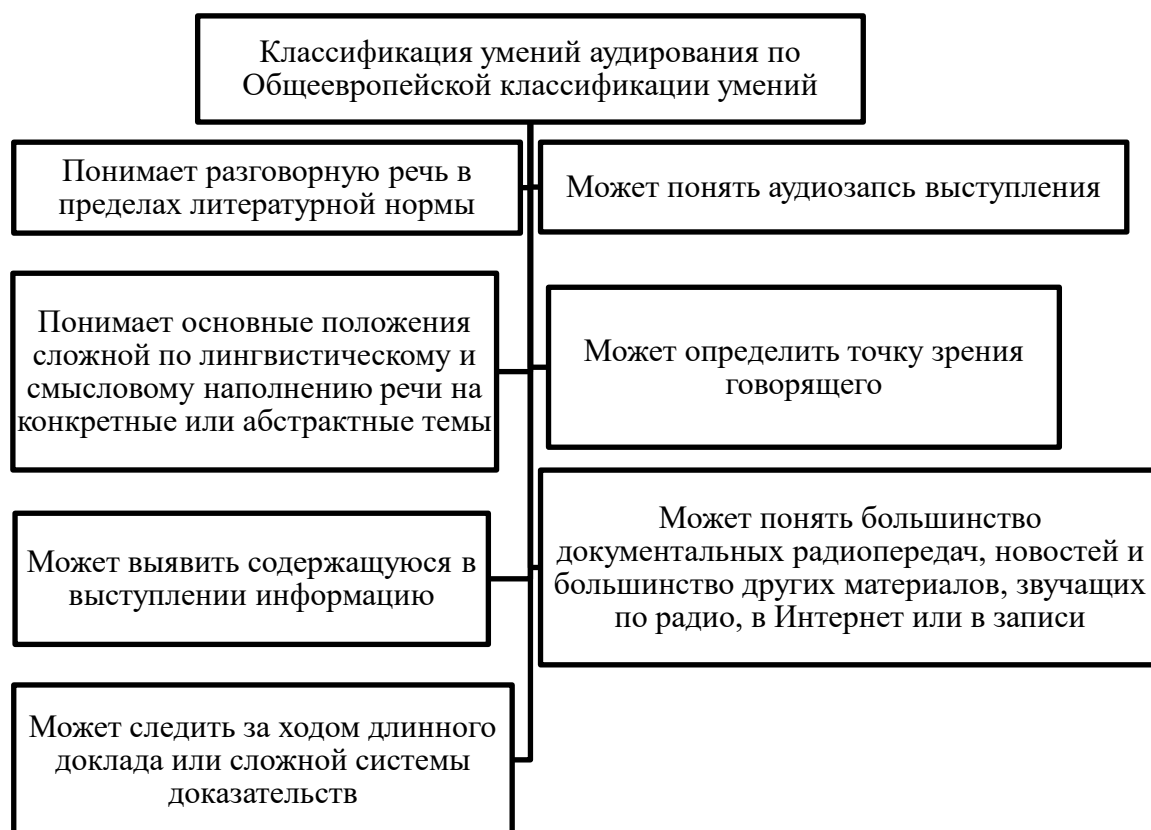 Классификация умений аудирования по
Общеевропейской классификации умений
Понимает разговорную речь в
пределах литературной нормы
Может понять аудиозапсь выступления
Понимает основные положения
сложной по лингвистическому и
смысловому наполнению речи на
конкретные или абстрактные темы
Может определить точку зрения
говорящего
Может выявить содержащуюся в
выступлении информацию
Может понять большинство
документальных радиопередач, новостей и
большинство других материалов, звучащих
по радио, в Интернет или в записи
Может следить за ходом длинного
доклада или сложной системы
доказательств